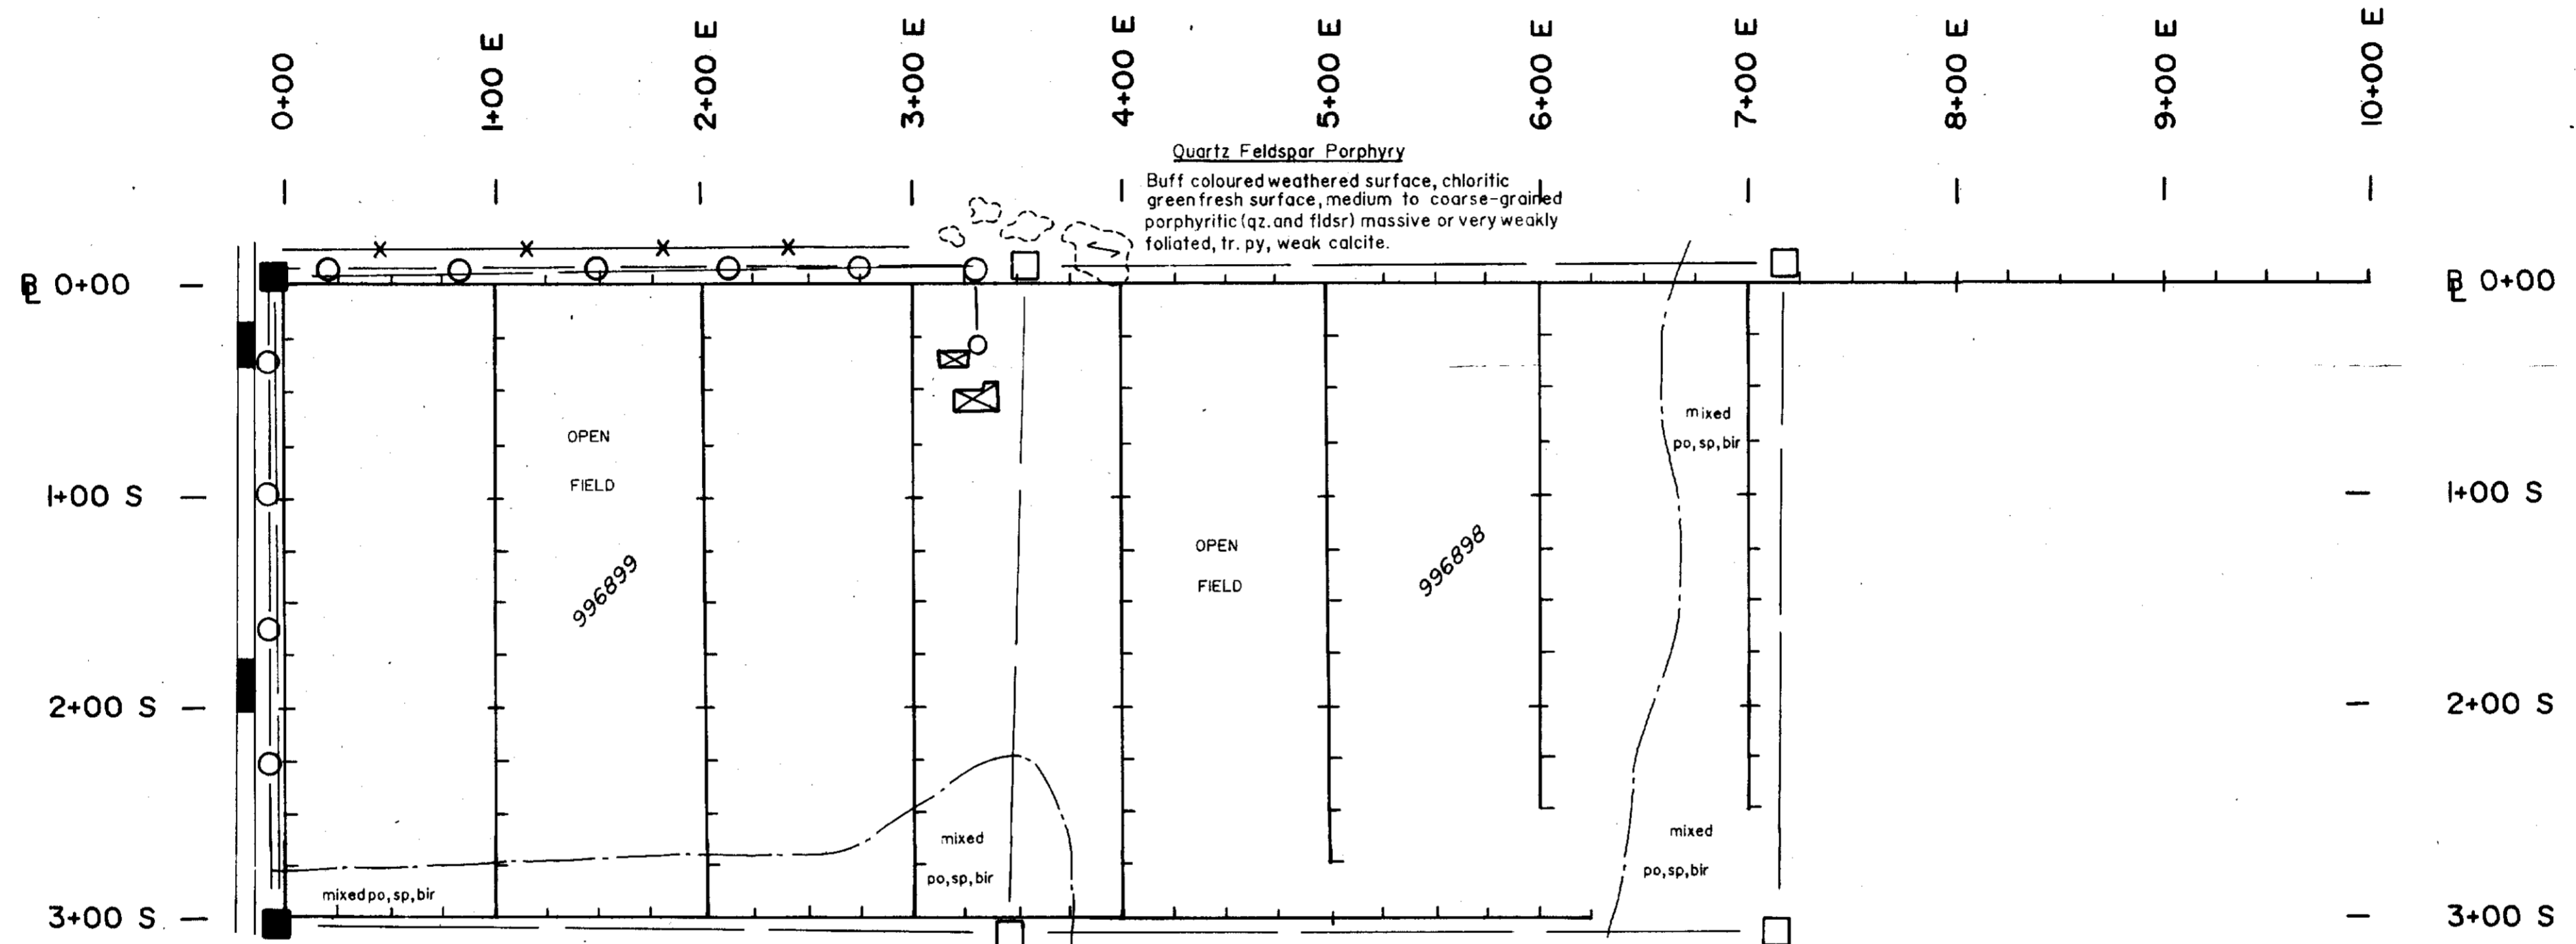 0+00
1+00 E
2+00 E
3+00 E
4+00 E
5+00 E
6+00 E
7+00 E
8+00 E
9+00 E
10+00 E
Quartz Feldspar Porphyry
Buff coloured weathered surface, chloritic
green fresh surface, medium to coarse-grained
porphyritic (qz. and fldsr) massive or very weakly
foliated, tr. py, weak calcite.
BL 0+00
BL 0+00
mixed
po, sp, bir
OPEN
FIELD
1+00 S
1+00 S
OPEN
FIELD
996899
996898
2+00 S
2+00 S
mixed
po, sp, bir
mixed
po, sp, bir
mixed po, sp, bir
3+00 S
3+00 S